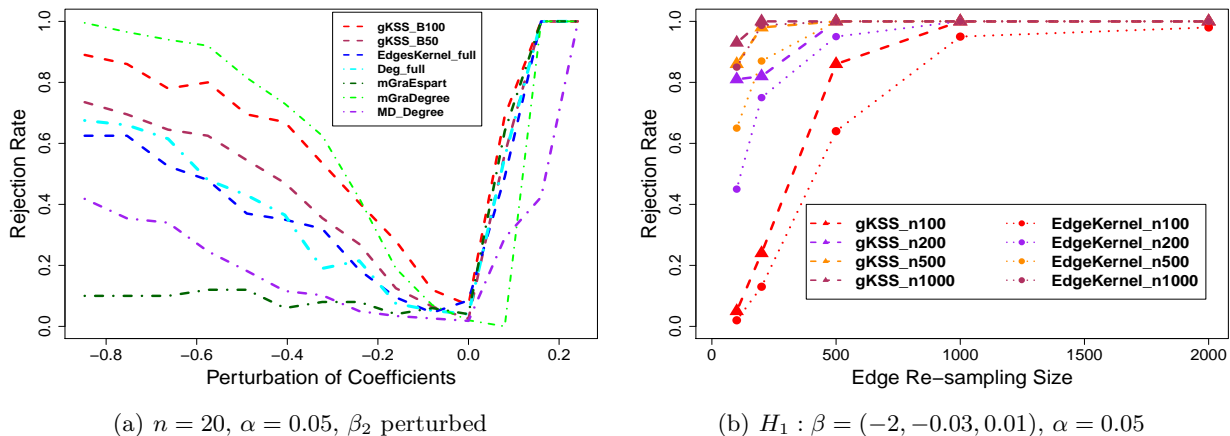 Rejection Rate
0.0 0.2 0.4 0.6 0.8 1.0
gKSS_B100
gKSS_B50
EdgesKernel_full
Deg_full
mGraEspart
mGraDegree
MD_Degree
−0.8 −0.6 −0.4 −0.2 0.0 0.2
Perturbation of Coefficients
(a) n = 20, α = 0.05, β₂ perturbed
Rejection Rate
0.0 0.2 0.4 0.6 0.8 1.0
gKSS_n100 EdgeKernel_n100
gKSS_n200 EdgeKernel_n200
gKSS_n500 EdgeKernel_n500
gKSS_n1000 EdgeKernel_n1000
0 500 1000 1500 2000
Edge Re−sampling Size
(b) H₁ : β = (−2, −0.03, 0.01), α = 0.05